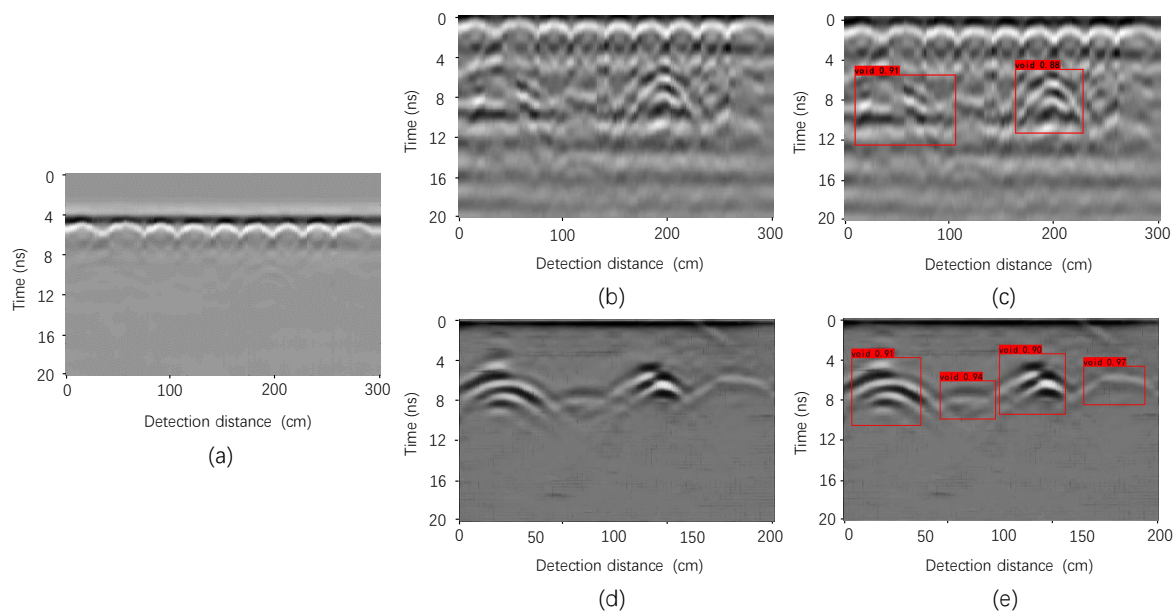 0
4
8
12
16
20
Time (ns)
0 100 200 300
Detection distance (cm)
(a)
0
4
8
12
16
20
Time (ns)
0 100 200 300
Detection distance (cm)
(b)
void 0.91
void 0.88
0
4
8
12
16
20
Time (ns)
0 100 200 300
Detection distance (cm)
(c)
0
4
8
12
16
20
Time (ns)
0 50 100 150 200
Detection distance (cm)
(d)
void 0.91
void 0.94
void 0.90
void 0.97
0
4
8
12
16
20
Time (ns)
0 50 100 150 200
Detection distance (cm)
(e)